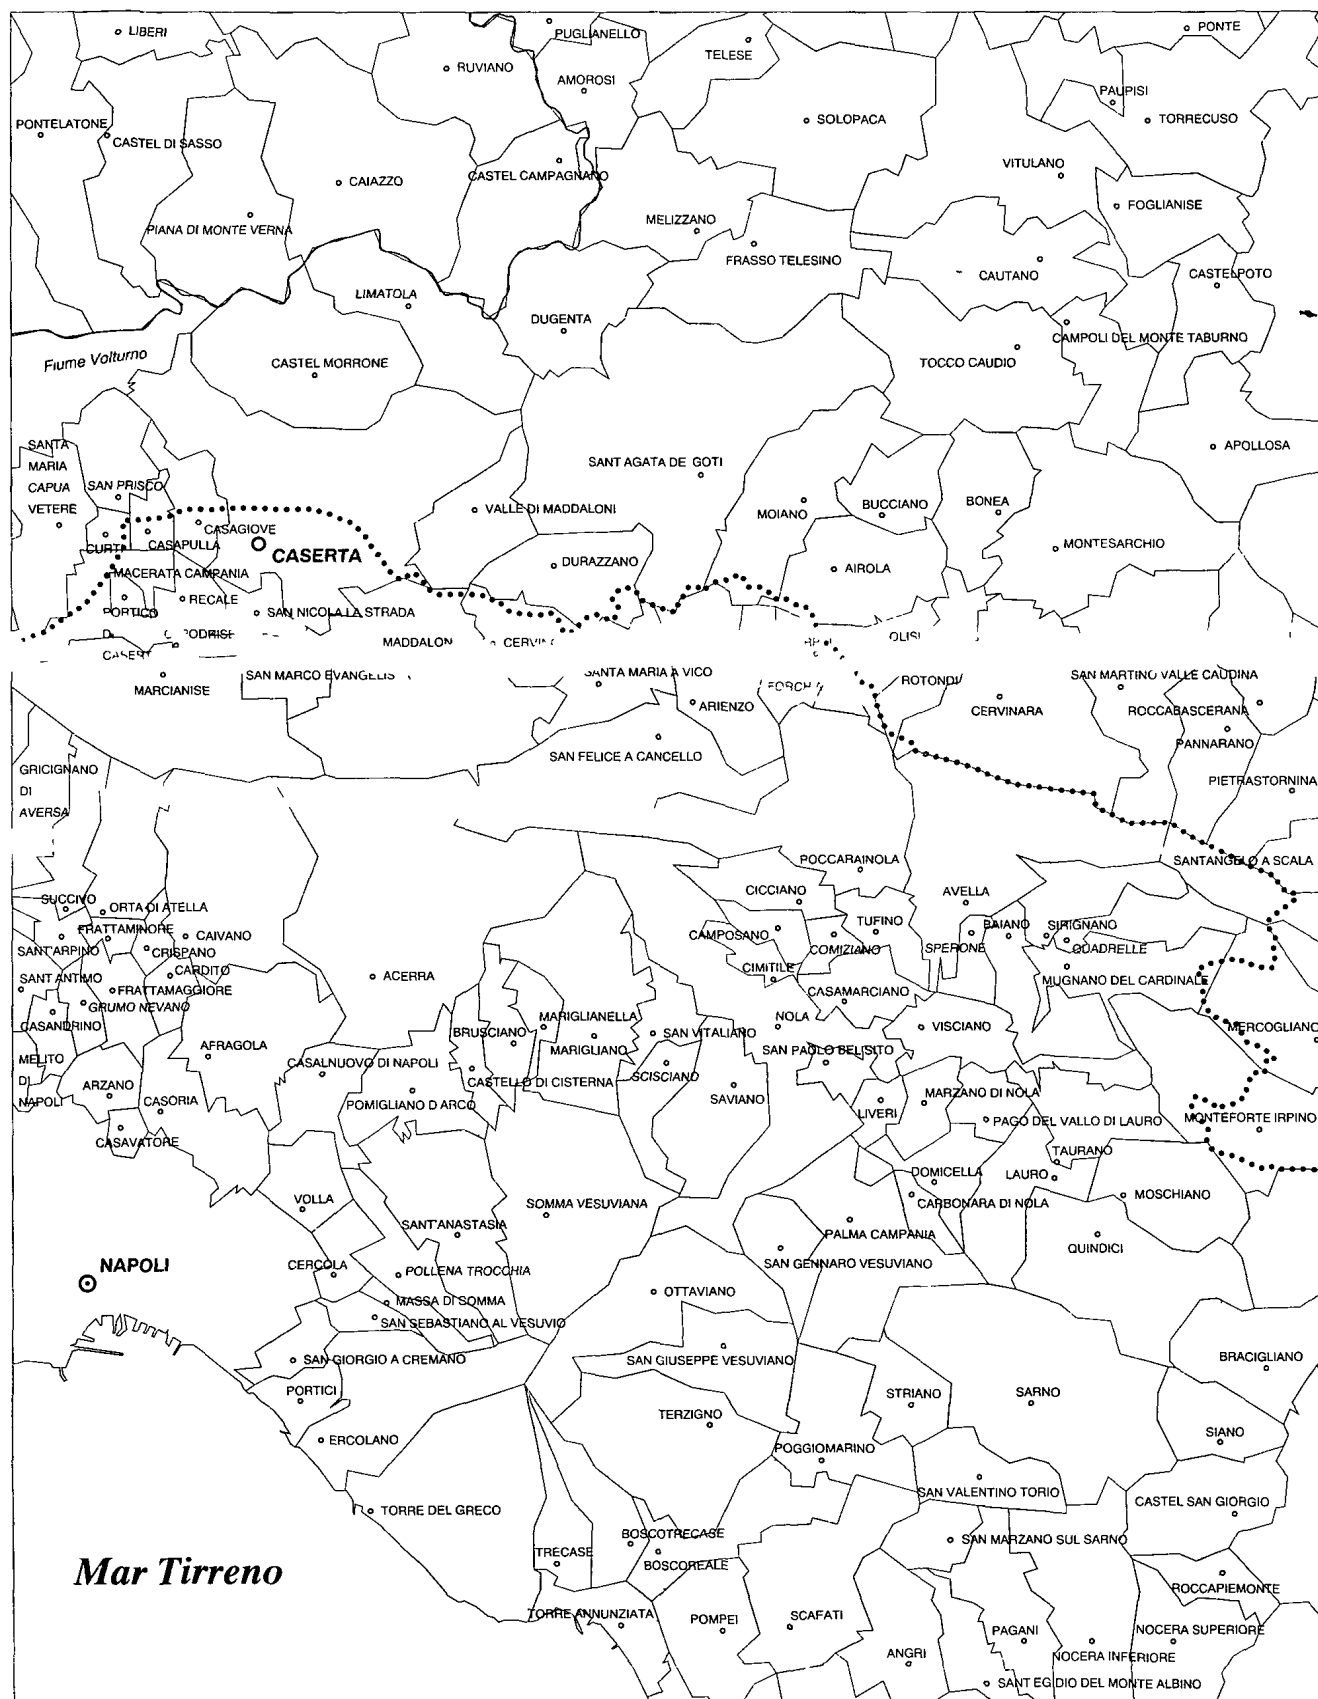 LIBERI
PUGLIANELLO
PONTE
TELESE
RUVIANO
AMOROSI
PAUPISI
PONTELATONE
CASTEL DI SASSO
SOLOPACA
TORRECUSO
VITULANO
CAIAZZO
CASTEL CAMPAGNANO
FOGLIANISE
PIANA DI MONTE VERNA
MELIZZANO
FRASSO TELESINO
CAUTANO
CASTELPOTO
LIMATOLA
DUGENTA
CAMPOLI DEL MONTE TABURNO
Fiume Volturno
CASTEL MORRONE
TOCCO CAUDIO
SANTA
MARIA
CAPUA
VETERE
SAN PRISCO
SANT AGATA DE GOTI
APOLLOSA
VALLE DI MADDALONI
MOIANO
BUCCIANO
BONEA
CASAGIOVE
CURTI
CASAPULLA
CASERTA
MONTESARCHIO
MACERATA CAMPANIA
DURAZZANO
AIROLA
PORTICO
RECALE
SAN NICOLA LA STRADA
MADDALON
CERVIN
OLISI
MARCIANISE
SAN MARCO EVANGELIS
SANTA MARIA A VICO
FORCHIA
ROTONDI
SAN MARTINO VALLE CAUDINA
ARIENZO
CERVINARA
ROCCABASCERANA
SAN FELICE A CANCELLO
PANNARANO
GRICIGNANO
DI
AVERSA
PIETRASTORNINA
POCCARAINOLA
SANTANGELO A SCALA
SUCCIVO
ORTA DI ATELLA
CICCIANO
AVELLA
FRATTAMINORE
CAIVANO
CAMPOSANO
TUFINO
BAIANO
SIRIGNANO
SANT'ARPINO
CRISPANO
COMIZIANO
SPERONE
QUADRELLE
SANT ANTIMO
CARDITO
ACERRA
CIMITILE
MUGNANO DEL CARDINALE
FRATTAMAGGIORE
CASAMARCIANO
GRUMO NEVANO
CASANDRINO
MARIGLIANELLA
NOLA
VISCIANO
MERCOGLIANO
BRUSCIANO
SAN VITALIANO
AFRAGOLA
MARIGLIANO
SAN PAOLO BELISITO
MELITO
DI
NAPOLI
CASALNUOVO DI NAPOLI
SCISCIANO
CASTELLO DI CISTERNA
ARZANO
CASORIA
POMIGLIANO D ARCO
SAVIANO
LIVERI
MARZANO DI NOLA
CASAVATORE
PAGO DEL VALLO DI LAURO
MONTEFORTE IRPINO
TAURANO
DOMICELLA
LAURO
VOLLA
SOMMA VESUVIANA
CARBONARA DI NOLA
MOSCHIANO
SANT'ANASTASIA
PALMA CAMPANIA
QUINDICI
NAPOLI
CERCOLA
POLLENA TROCCHIA
SAN GENNARO VESUVIANO
MASSA DI SOMMA
OTTAVIANO
SAN SEBASTIANO AL VESUVIO
SAN GIORGIO A CREMANO
SAN GIUSEPPE VESUVIANO
BRACIGLIANO
PORTICI
STRIANO
SARNO
ERCOLANO
TERZIGNO
SIANO
POGGIOMARINO
SAN VALENTINO TORIO
TORRE DEL GRECO
CASTEL SAN GIORGIO
BOSCOTRECASE
SAN MARZANO SUL SARNO
Mar Tirreno
TRECASE
BOSCOREALE
ROCCAPIEMONTE
TORRE ANNUNZIATA
POMPEI
SCAFATI
PAGANI
NOCERA SUPERIORE
ANGRI
NOCERA INFERIORE
SANT EGIDIO DEL MONTE ALBINO